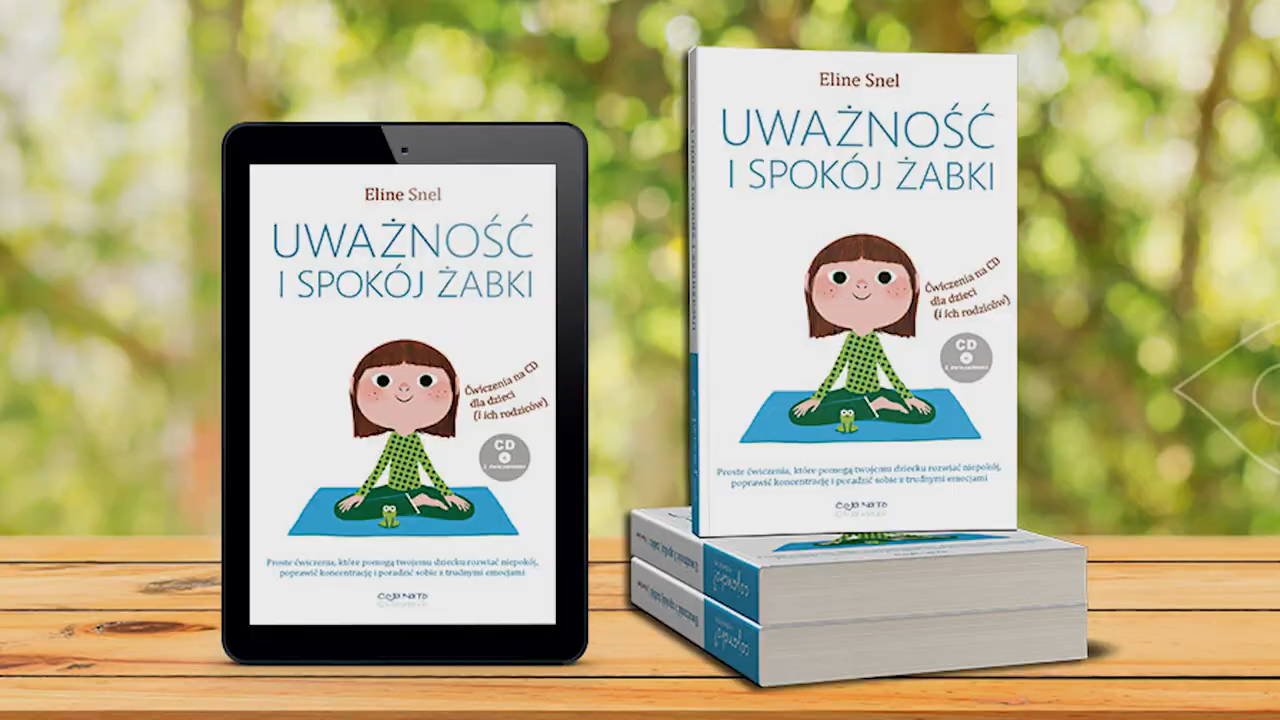 Eline Snel
UWAŻNOŚĆ
I SPOKÓJ ŻABKI
Ćwiczenia na CD
dla dzieci
(i ich rodziców)
CD
Proste ćwiczenia, które pomogą twojemu dziecku rozwiać niepokój,
poprawić koncentrację i poradzić sobie z trudnymi emocjami
Eline Snel
UWAŻNOŚĆ
I SPOKÓJ ŻABKI
Ćwiczenia na CD
dla dzieci
(i ich rodziców)
CD
Proste ćwiczenia, które pomogą twojemu dziecku rozwiać niepokój,
poprawić koncentrację i poradzić sobie z trudnymi emocjami